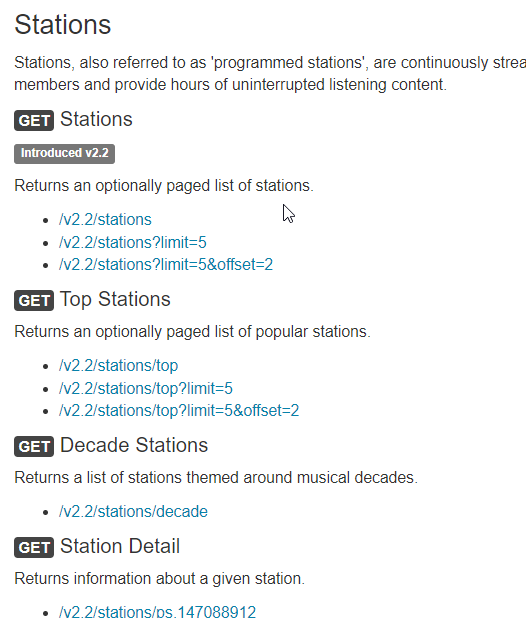 Stations
Stations, also referred to as 'programmed stations', are continuously
members and provide hours of uninterrupted listening content.
GET Stations
Introduced v2.2
Returns an optionally paged list of stations.
/v2.2/stations
/v2.2/stations?limit=5
/v2.2/stations?limit=5&offset=2
GET Top Stations
Returns an optionally paged list of popular stations.
/v2.2/stations/top
/v2.2/stations/top?limit=5
/v2.2/stations/top?limit=5&offset=2
GET Decade Stations
Returns a list of stations themed around musical decades.
/v2.2/stations/decade
GET Station Detail
Returns information about a given station.
/v2.2/stations/ps.147088912